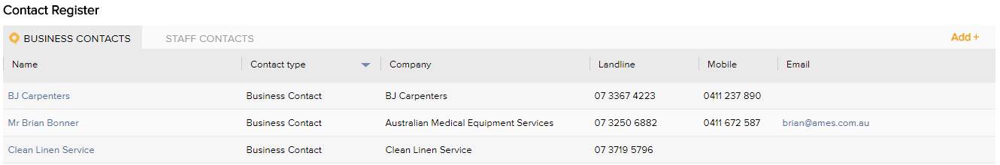 Contact Register
BUSINESS CONTACTS STAFF CONTACTS Add +
Name Contact type Company Landline Mobile Email
BJ Carpenters Business Contact BJ Carpenters 07 3367 4223 0411 237 890
Mr Brian Bonner Business Contact Australian Medical Equipment Services 07 3250 6882 0411 672 587 brian@ames.com.au
Clean Linen Service Business Contact Clean Linen Service 07 3719 5796